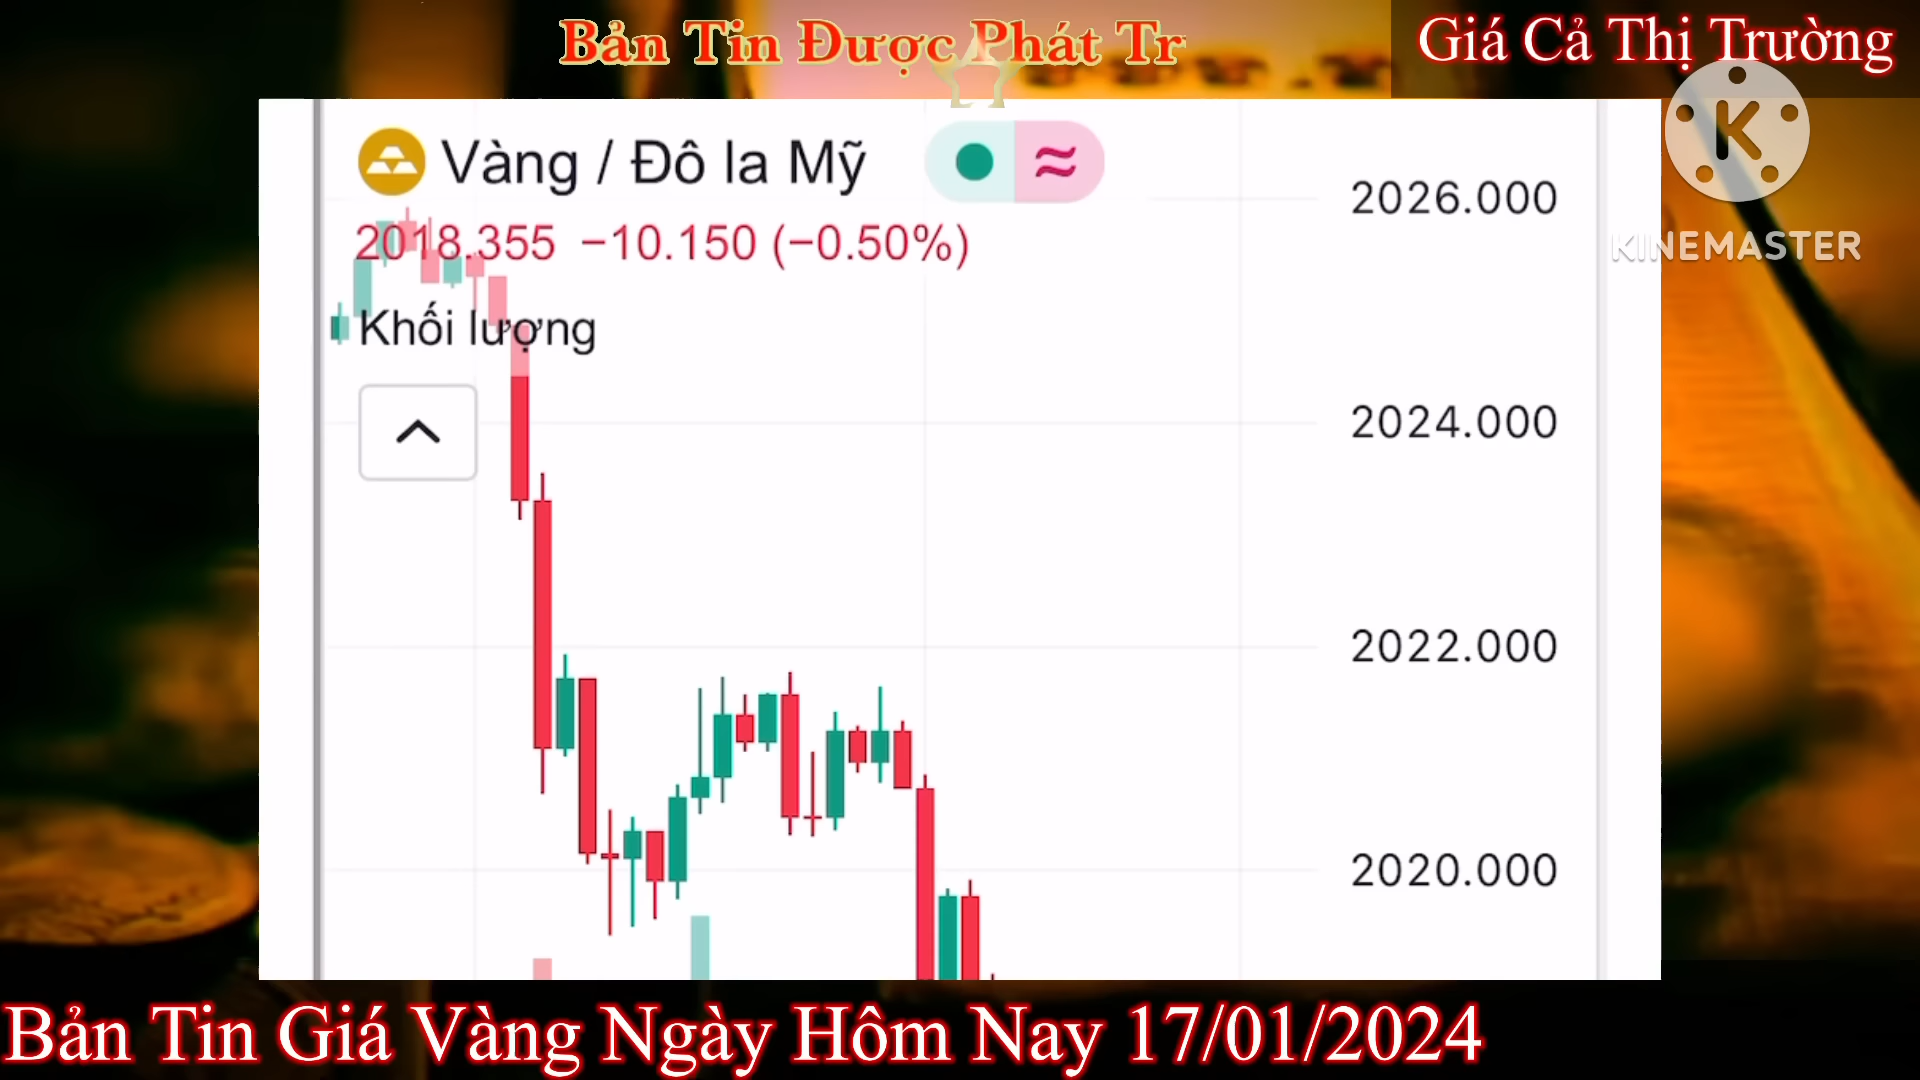 Bản Tin Được Phát Tr
Giá Cả Thị Trường
Vàng / Đô la Mỹ
≈
2018.355 −10.150 (−0.50%)
Khối lượng
2026.000
2024.000
2022.000
2020.000
K
KINEMASTER
Bản Tin Giá Vàng Ngày Hôm Nay 17/01/2024